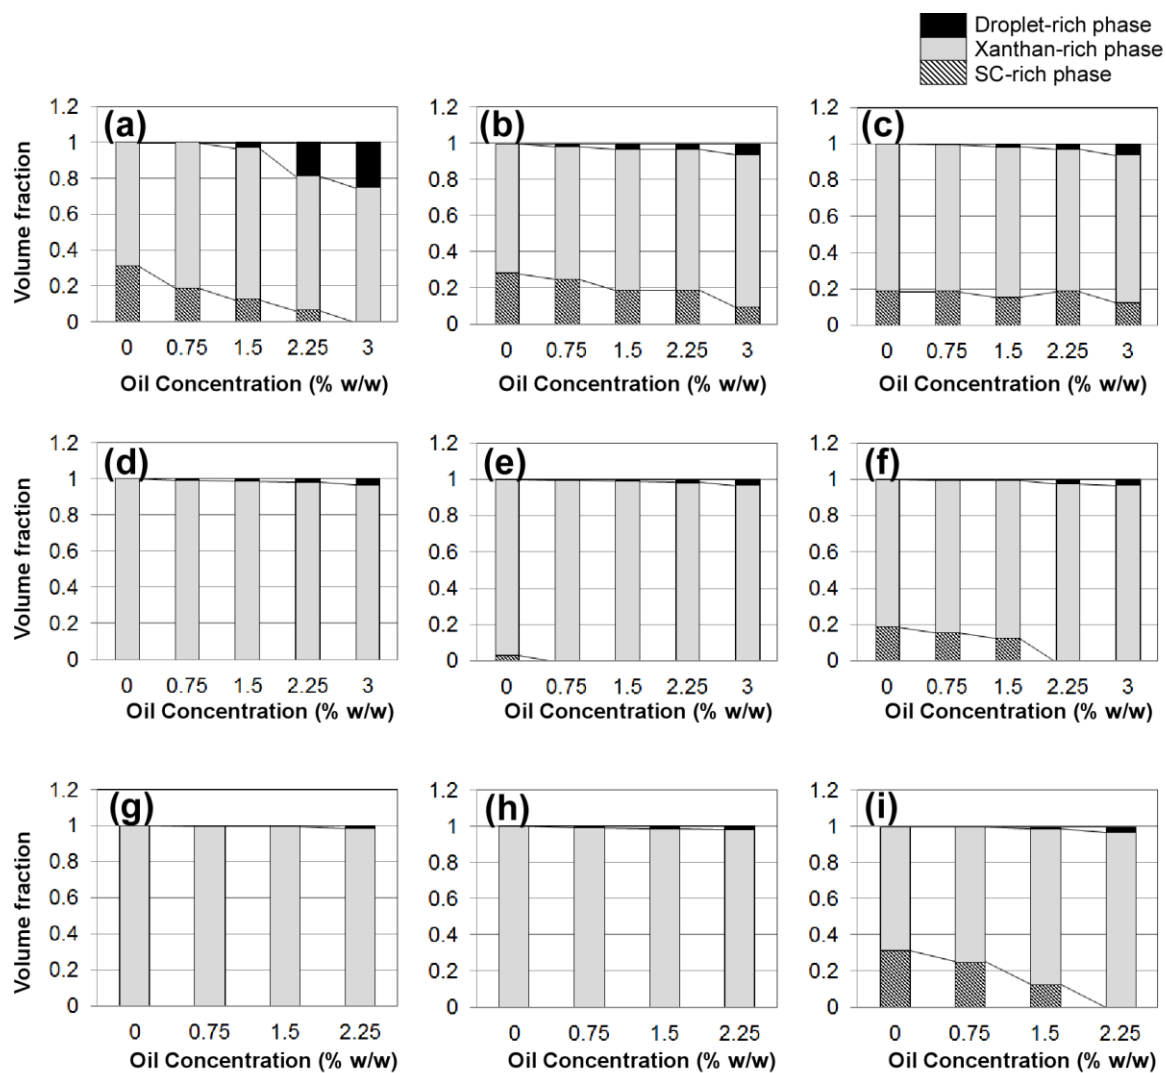 Droplet-rich phase
Xanthan-rich phase
SC-rich phase
(a)
1.2
1
0.8
0.6
0.4
0.2
0
Volume fraction
0 0.75 1.5 2.25 3
Oil Concentration (% w/w)
(b)
1.2
1
0.8
0.6
0.4
0.2
0
0 0.75 1.5 2.25 3
Oil Concentration (% w/w)
(c)
1.2
1
0.8
0.6
0.4
0.2
0
0 0.75 1.5 2.25 3
Oil Concentration (% w/w)
(d)
1.2
1
0.8
0.6
0.4
0.2
0
Volume fraction
0 0.75 1.5 2.25 3
Oil Concentration (% w/w)
(e)
1.2
1
0.8
0.6
0.4
0.2
0
0 0.75 1.5 2.25 3
Oil Concentration (% w/w)
(f)
1.2
1
0.8
0.6
0.4
0.2
0
0 0.75 1.5 2.25 3
Oil Concentration (% w/w)
(g)
1.2
1
0.8
0.6
0.4
0.2
0
Volume fraction
0 0.75 1.5 2.25
Oil Concentration (% w/w)
(h)
1.2
1
0.8
0.6
0.4
0.2
0
0 0.75 1.5 2.25
Oil Concentration (% w/w)
(i)
1.2
1
0.8
0.6
0.4
0.2
0
0 0.75 1.5 2.25
Oil Concentration (% w/w)